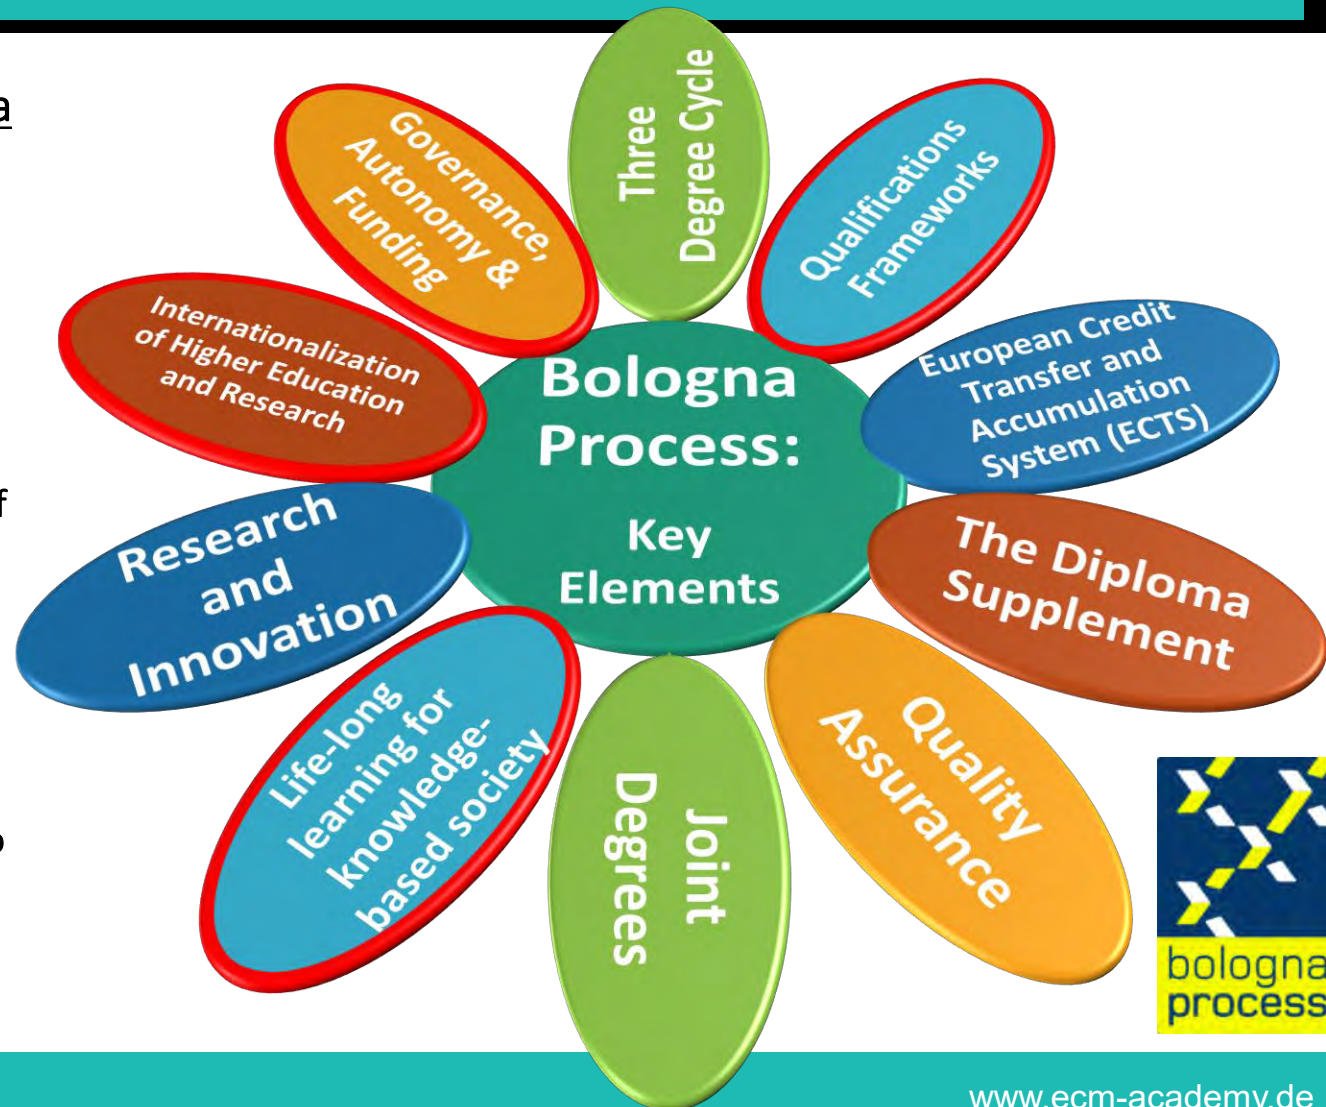 a
f
o
Bologna
Process:
Key
Elements
Three
Degree Cycle
Qualifications
Frameworks
European Credit
Transfer and
Accumulation
System (ECTS)
The Diploma
Supplement
Quality
Assurance
Joint
Degrees
Life-long
learning for
knowledge-
based society
Research
and
Innovation
Internationalization
of Higher Education
and Research
Governance,
Autonomy &
Funding
bologna
process
www.ecm-academy.de